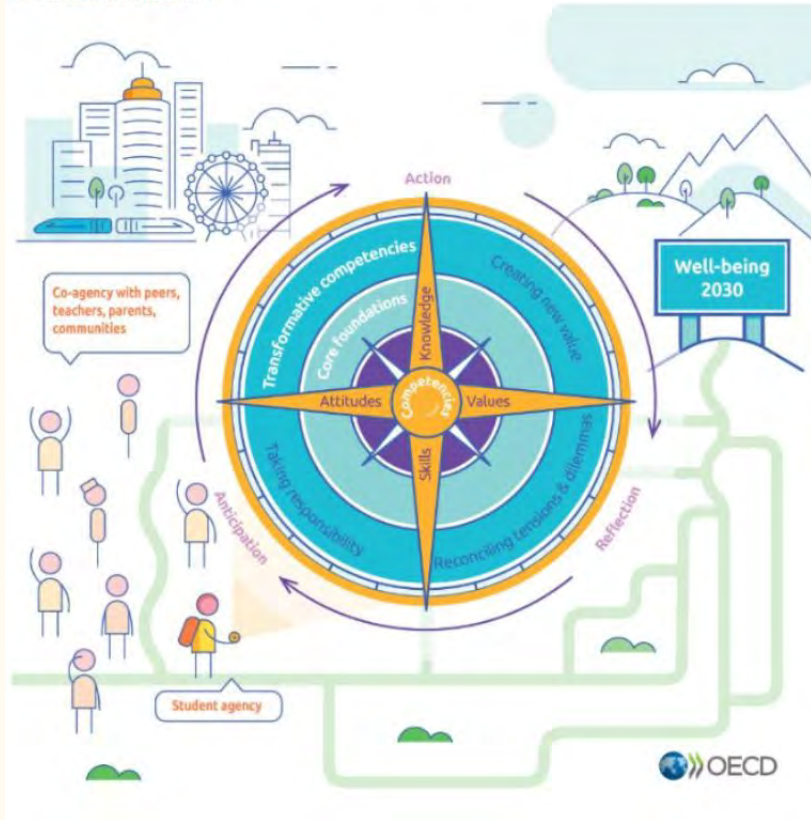 Action
Transformative competencies
Core foundations
Creating new value
Knowledge
Well-being
2030
Co-agency with peers,
teachers, parents,
communities
Attitudes
Competencies
Values
Skills
Taking responsibility
Reconciling tensions & dilemmas
Anticipation
Reflection
Student agency
OECD